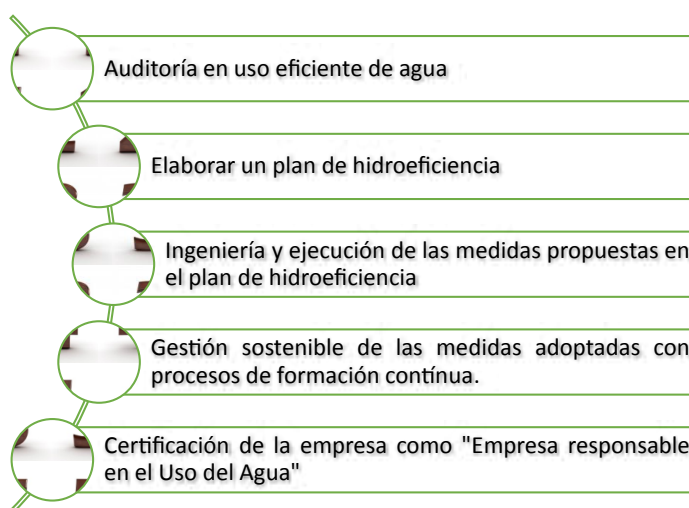 Auditoría en uso eficiente de agua
Elaborar un plan de hidroeficiencia
Ingeniería y ejecución de las medidas propuestas en
el plan de hidroeficiencia
Gestión sostenible de las medidas adoptadas con
procesos de formación contínua.
Certificación de la empresa como "Empresa responsable
en el Uso del Agua"